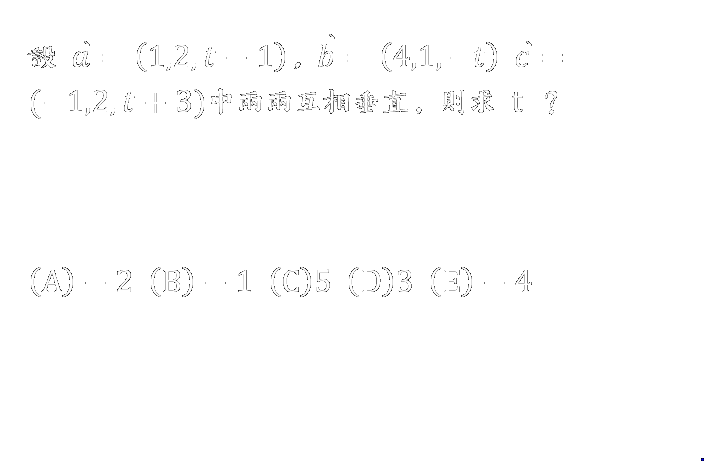 設 a⃑ = (1,2, t − 1) , b⃑ = (4,1, − t) c⃑ =
(− 1,2, t + 3)中兩兩互相垂直, 則求 t ?
(A) − 2 (B) − 1 (C)5 (D)3 (E) − 4